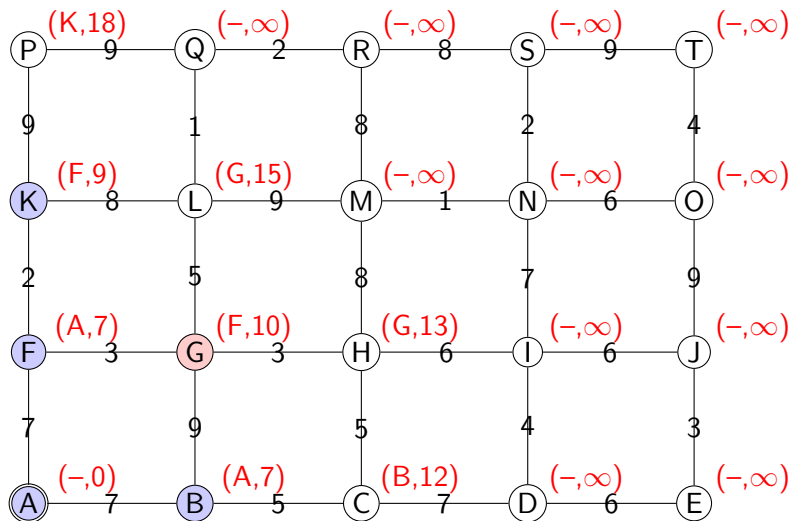 (K,18) (–,∞) (–,∞) (–,∞) (–,∞)
P 9 Q 2 R 8 S 9 T
9 1 8 2 4
(F,9) (G,15) (–,∞) (–,∞) (–,∞)
K 8 L 9 M 1 N 6 O
2 5 8 7 9
(A,7) (F,10) (G,13) (–,∞) (–,∞)
F 3 G 3 H 6 I 6 J
7 9 5 4 3
(–,0) (A,7) (B,12) (–,∞) (–,∞)
A 7 B 5 C 7 D 6 E